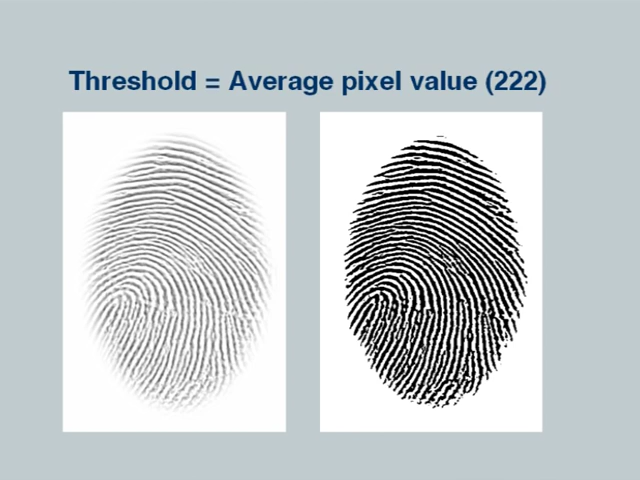 Threshold = Average pixel value (222)